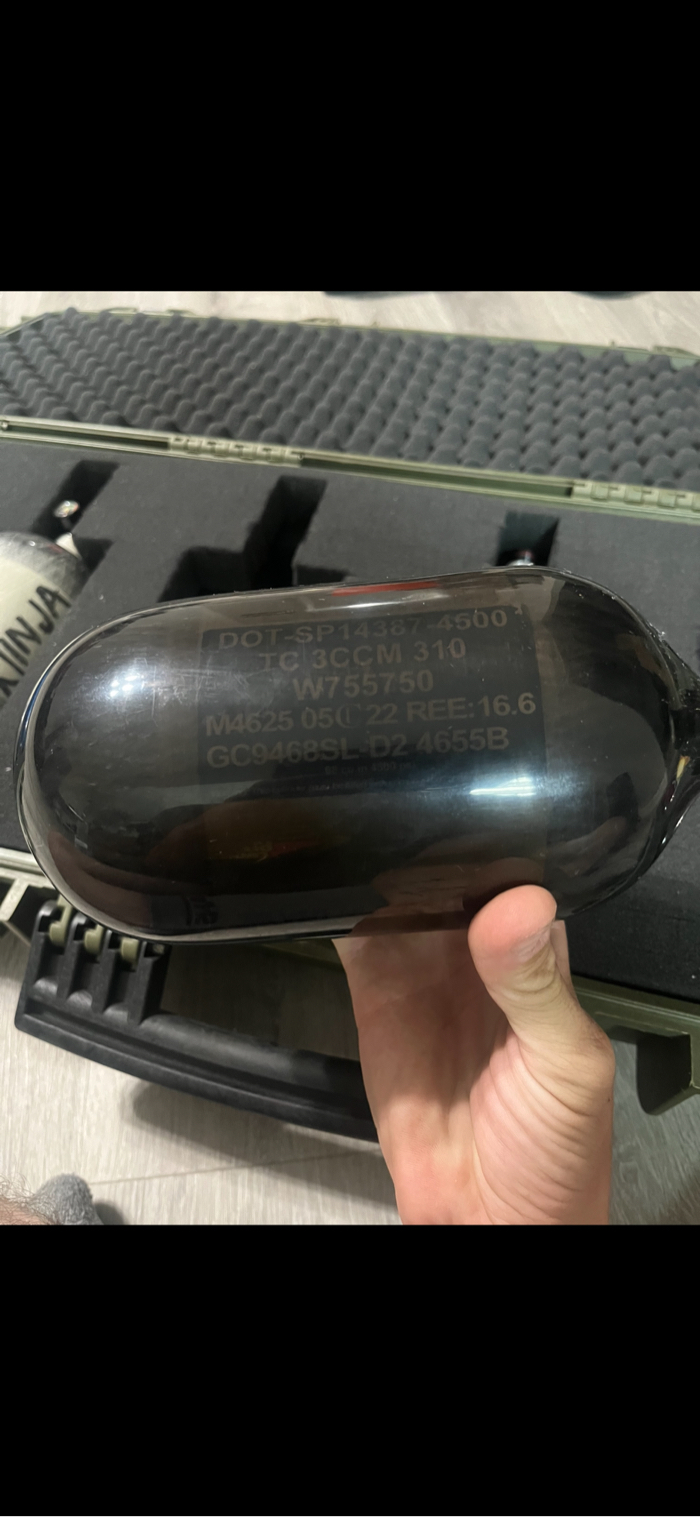 DOT-SP14387-4500
TC 3CCM 310
W755750
M4625 05 22 REE:16.6
GC9468SL-D2 4655B
NINJA